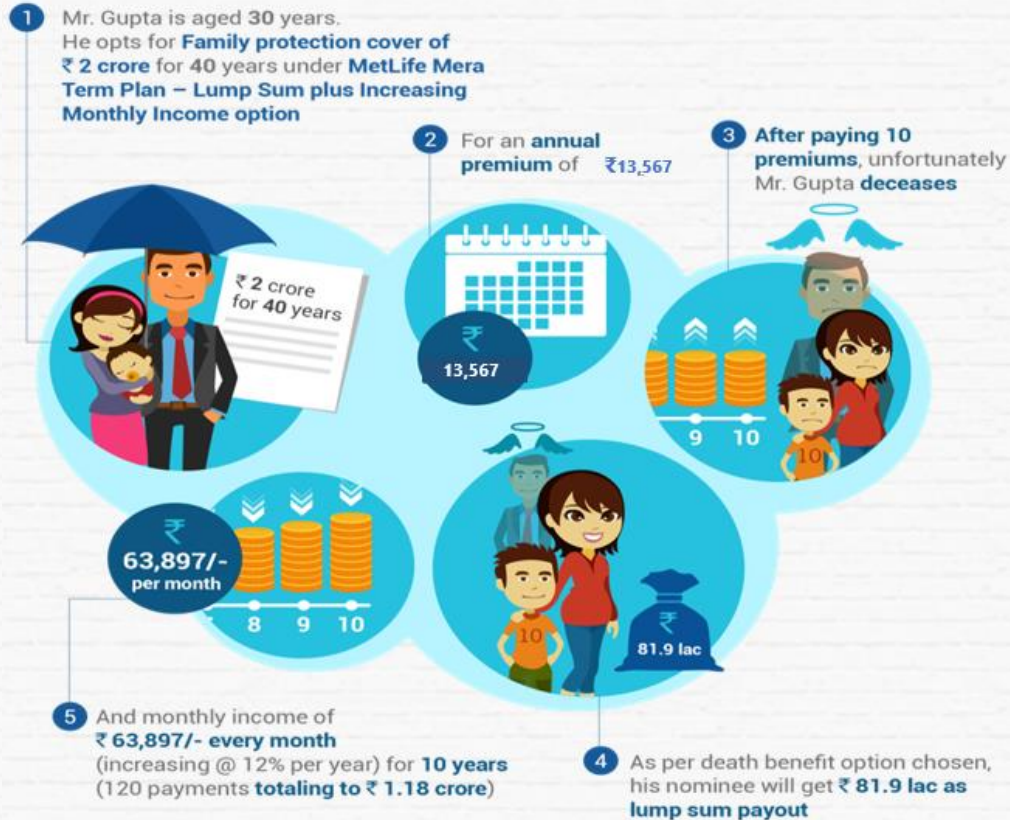 1
Mr. Gupta is aged 30 years.
He opts for Family protection cover of
₹ 2 crore for 40 years under MetLife Mera
Term Plan – Lump Sum plus Increasing
Monthly Income option
2
For an annual
premium of ₹13,567
3
After paying 10
premiums, unfortunately
Mr. Gupta deceases
₹ 2 crore
for 40 years
₹
13,567
9 10
10
₹
63,897/-
per month
8 9 10
10
₹
81.9 lac
4
As per death benefit option chosen,
his nominee will get ₹ 81.9 lac as
lump sum payout
5
And monthly income of
₹ 63,897/- every month
(increasing @ 12% per year) for 10 years
(120 payments totaling to ₹ 1.18 crore)